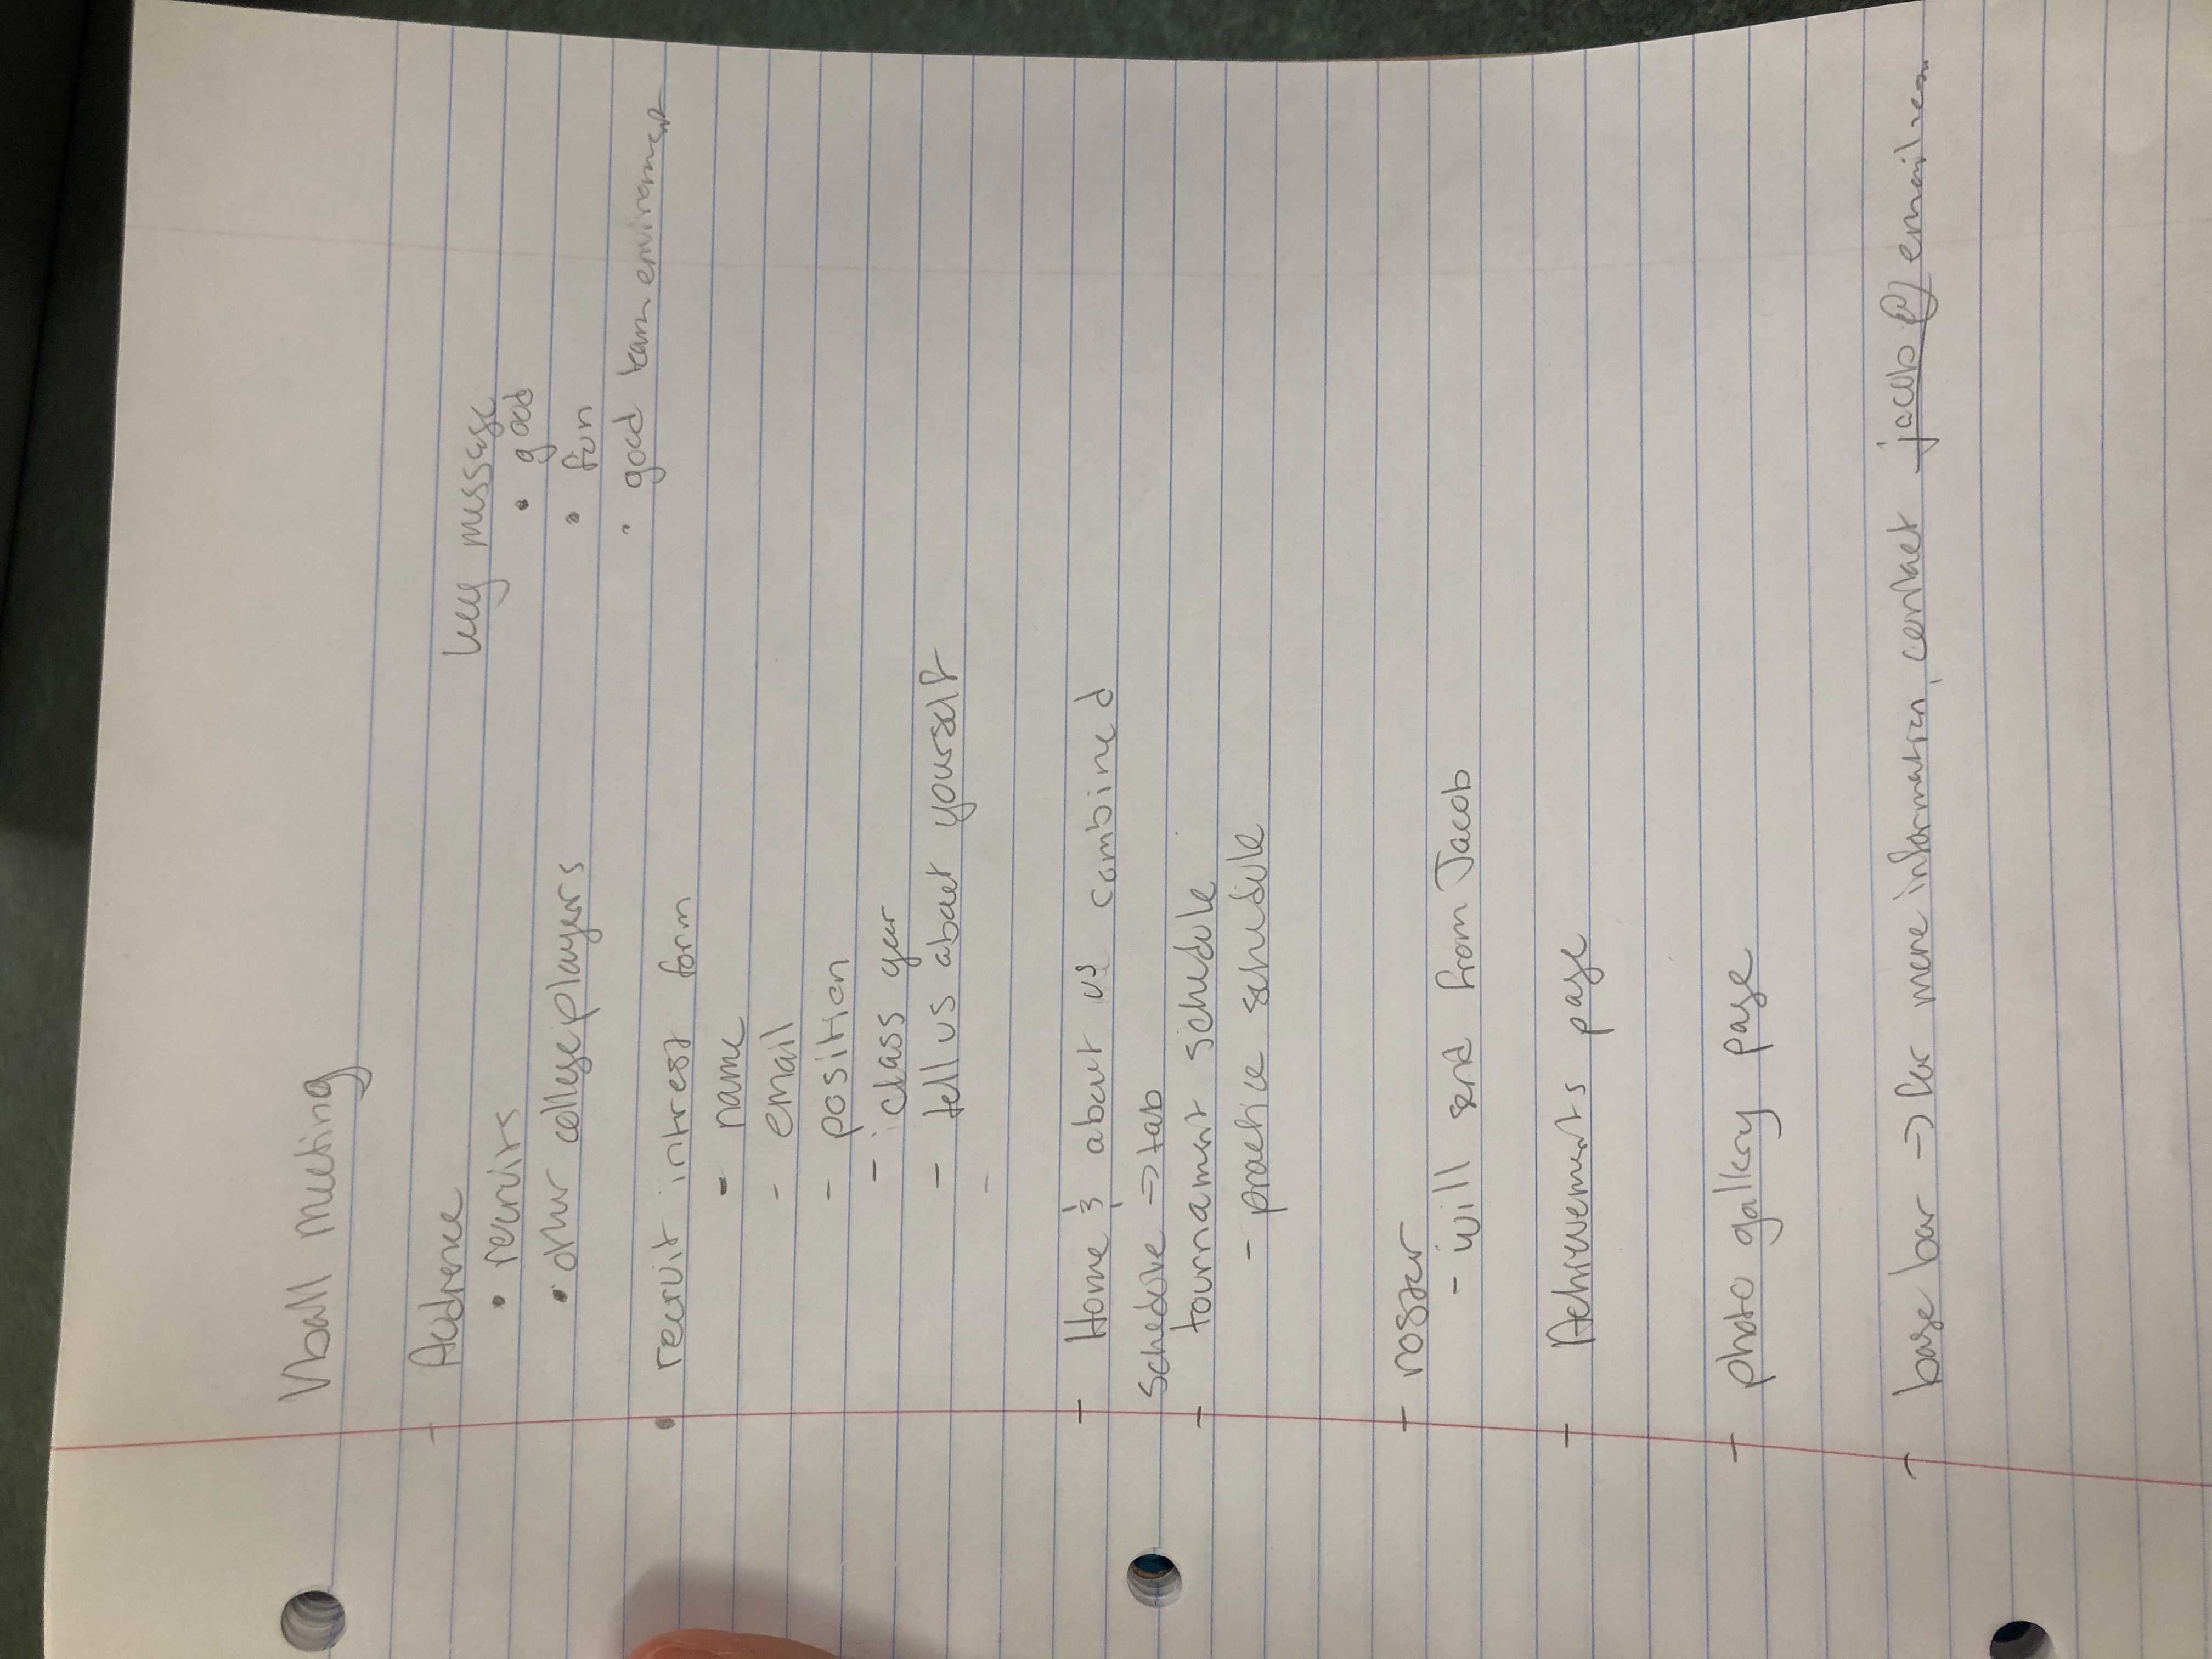 Vball meeting
- Audience
• recruits
• other college players
key message
• good
• fun
• good team enviroment
• recruit intrest form
- name
- email
- position
- class year
- tell us about yourself
-
- Home & about us combined
schedule → tab
- tournament schedule
- practice schedule
- roster
- will send from Jacob
- Achievements page
- photo gallery page
- base bar → for more information, contact jacob@email.com